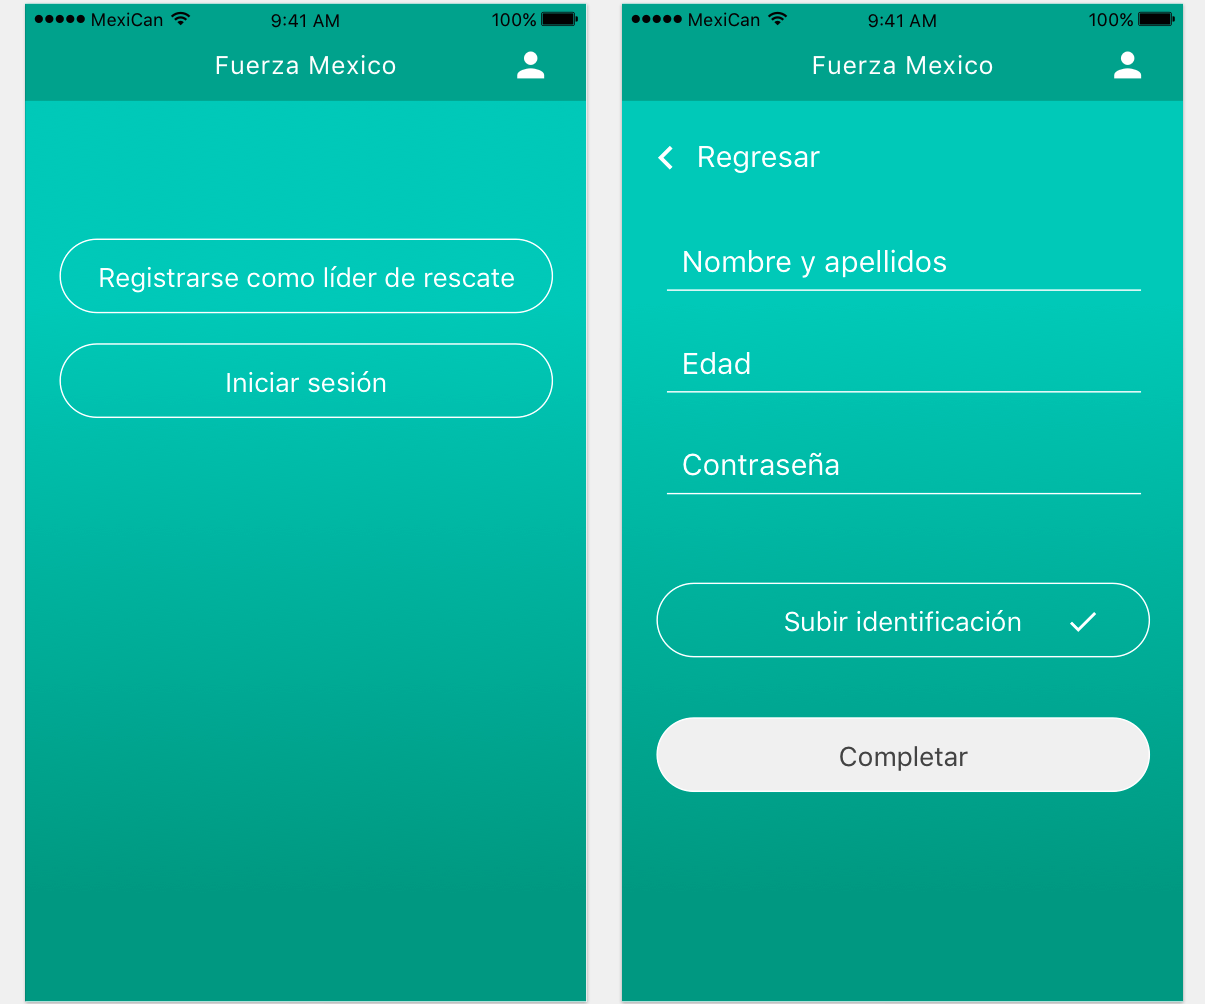 MexiCan 9:41 AM 100%
Fuerza Mexico
Registrarse como líder de rescate
Iniciar sesión
MexiCan 9:41 AM 100%
Fuerza Mexico
Regresar
Nombre y apellidos
Edad
Contraseña
Subir identificación
Completar